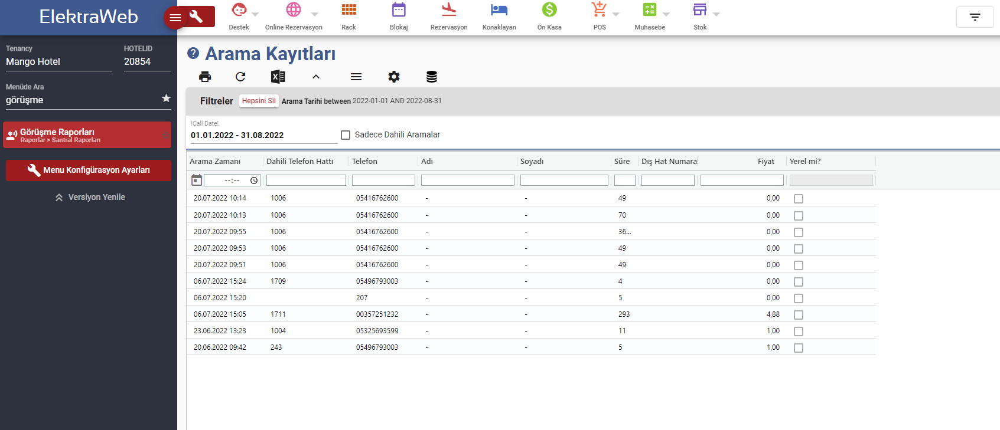 ElektraWeb
Destek
Online Rezervasyon
Rack
Blokaj
Rezervasyon
Konaklayan
Ön Kasa
POS
Muhasebe
Stok
Tenancy
HOTELID
Mango Hotel
20854
Menüde Ara
görüşme
Görüşme Raporları
Raporlar > Santral Raporları
Menu Konfigürasyon Ayarları
Versiyon Yenile
Arama Kayıtları
Filtreler Hepsini Sil Arama Tarihi between 2022-01-01 AND 2022-08-31
!Call Date!
01.01.2022 - 31.08.2022
Sadece Dahili Aramalar
Arama Zamanı Dahili Telefon Hattı Telefon Adı Soyadı Süre Dış Hat Numara Fiyat Yerel mi?
--:--
20.07.2022 10:14 1006 05416762600 - - 49 0,00
20.07.2022 10:13 1006 05416762600 - - 70 0,00
20.07.2022 09:55 1006 05416762600 - - 36... 0,00
20.07.2022 09:53 1006 05416762600 - - 49 0,00
20.07.2022 09:51 1006 05416762600 - - 49 0,00
06.07.2022 15:24 1709 05496793003 - - 4 0,00
06.07.2022 15:20 207 - - 5 0,00
06.07.2022 15:05 1711 00357251232 - - 293 4,88
23.06.2022 13:23 1004 05325693599 - - 11 1,00
20.06.2022 09:42 243 05496793003 - - 5 1,00